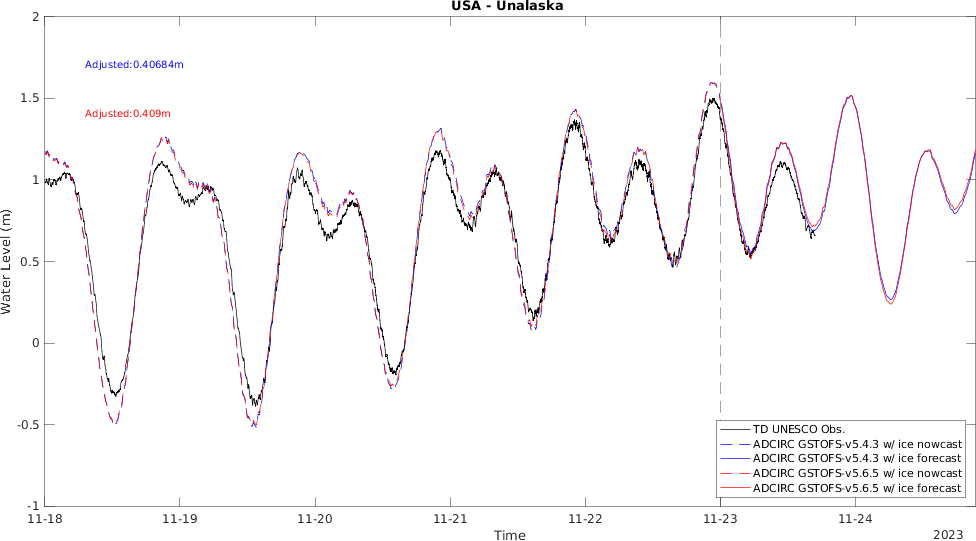 USA - Unalaska
2
1.5
1
0.5
0
-0.5
-1
Water Level (m)
Adjusted:0.40684m
Adjusted:0.409m
TD UNESCO Obs.
ADCIRC GSTOFS-v5.4.3 w/ ice nowcast
ADCIRC GSTOFS-v5.4.3 w/ ice forecast
ADCIRC GSTOFS-v5.6.5 w/ ice nowcast
ADCIRC GSTOFS-v5.6.5 w/ ice forecast
11-18 11-19 11-20 11-21 11-22 11-23 11-24
Time
2023